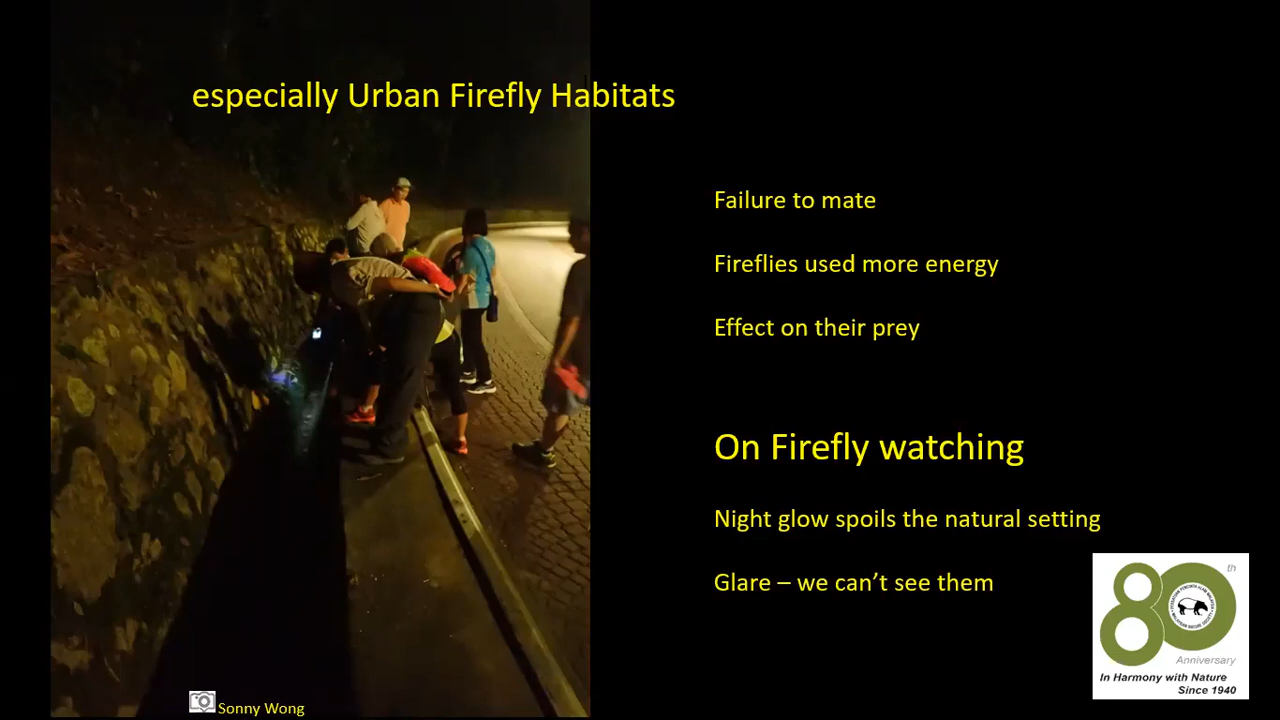 especially Urban Firefly Habitats
Failure to mate
Fireflies used more energy
Effect on their prey
On Firefly watching
Night glow spoils the natural setting
Glare – we can't see them
80th
Anniversary
In Harmony with Nature
Since 1940
Sonny Wong